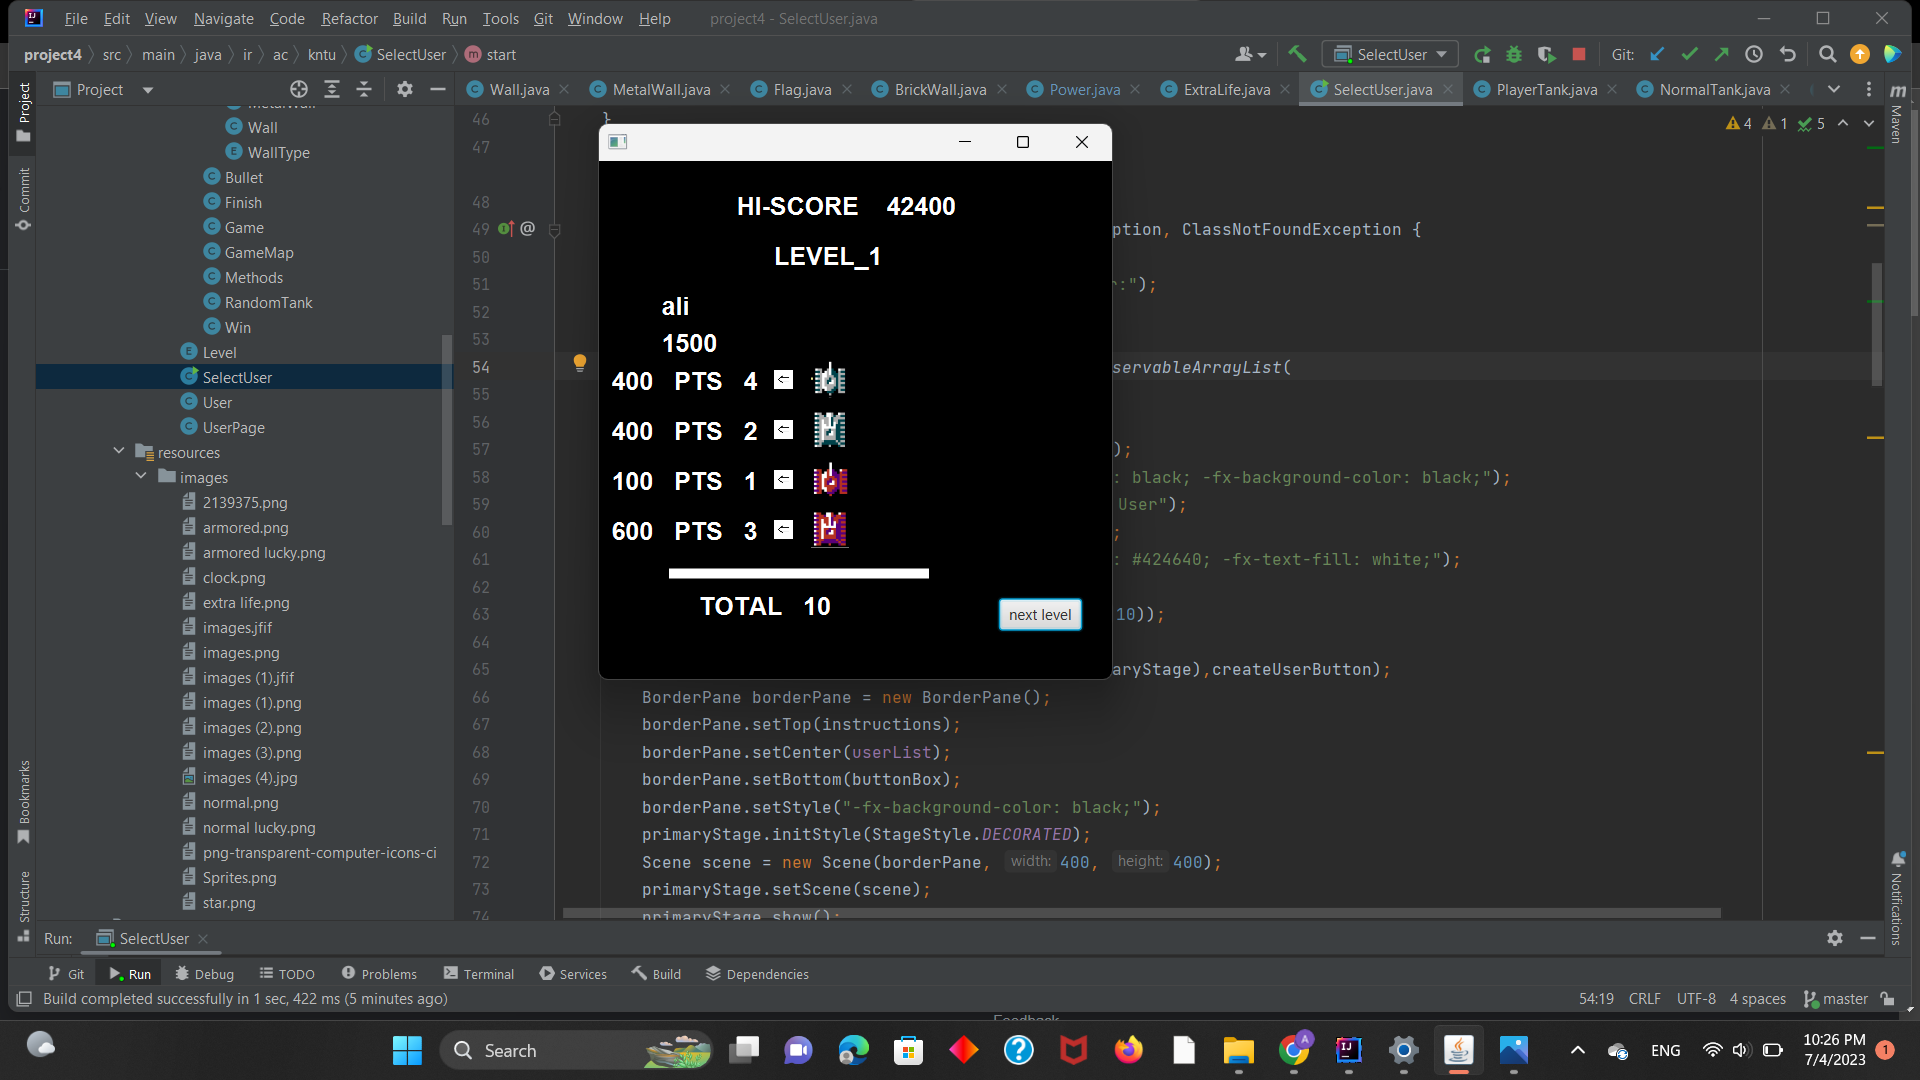 File Edit View Navigate Code Refactor Build Run Tools Git Window Help project4 - SelectUser.java
project4 src main java ir ac kntu SelectUser start SelectUser Git:
Project Wall.java MetalWall.java Flag.java BrickWall.java Power.java ExtraLife.java SelectUser.java PlayerTank.java NormalTank.java
Project
Commit
Bookmarks
Structure
Maven
Notifications
MetalWall
Wall
WallType
Bullet
Finish
Game
GameMap
Methods
RandomTank
Win
Level
SelectUser
User
UserPage
resources
images
2139375.png
armored.png
armored lucky.png
clock.png
extra life.png
images.jfif
images.png
images (1).jfif
images (1).png
images (2).png
images (3).png
images (4).jpg
normal.png
normal lucky.png
png-transparent-computer-icons-ci
Sprites.png
star.png
4 1 5
46 }
47
48
49 @ ption, ClassNotFoundException {
50
51 r:");
52
53
54 servableArrayList(
55
56
57 );
58 : black; -fx-background-color: black;");
59 User");
60 ;
61 : #424640; -fx-text-fill: white;");
62
63 10));
64
65 aryStage),createUserButton);
66 BorderPane borderPane = new BorderPane();
67 borderPane.setTop(instructions);
68 borderPane.setCenter(userList);
69 borderPane.setBottom(buttonBox);
70 borderPane.setStyle("-fx-background-color: black;");
71 primaryStage.initStyle(StageStyle.DECORATED);
72 Scene scene = new Scene(borderPane, width: 400, height: 400);
73 primaryStage.setScene(scene);
74 primaryStage.show();
HI-SCORE 42400
LEVEL_1
ali
1500
400 PTS 4 ←
400 PTS 2 ←
100 PTS 1 ←
600 PTS 3 ←
TOTAL 10
next level
Run: SelectUser
Git Run Debug TODO Problems Terminal Services Build Dependencies
Build completed successfully in 1 sec, 422 ms (5 minutes ago) 54:19 CRLF UTF-8 4 spaces master
Feedback
Search ENG 10:26 PM
7/4/2023 1